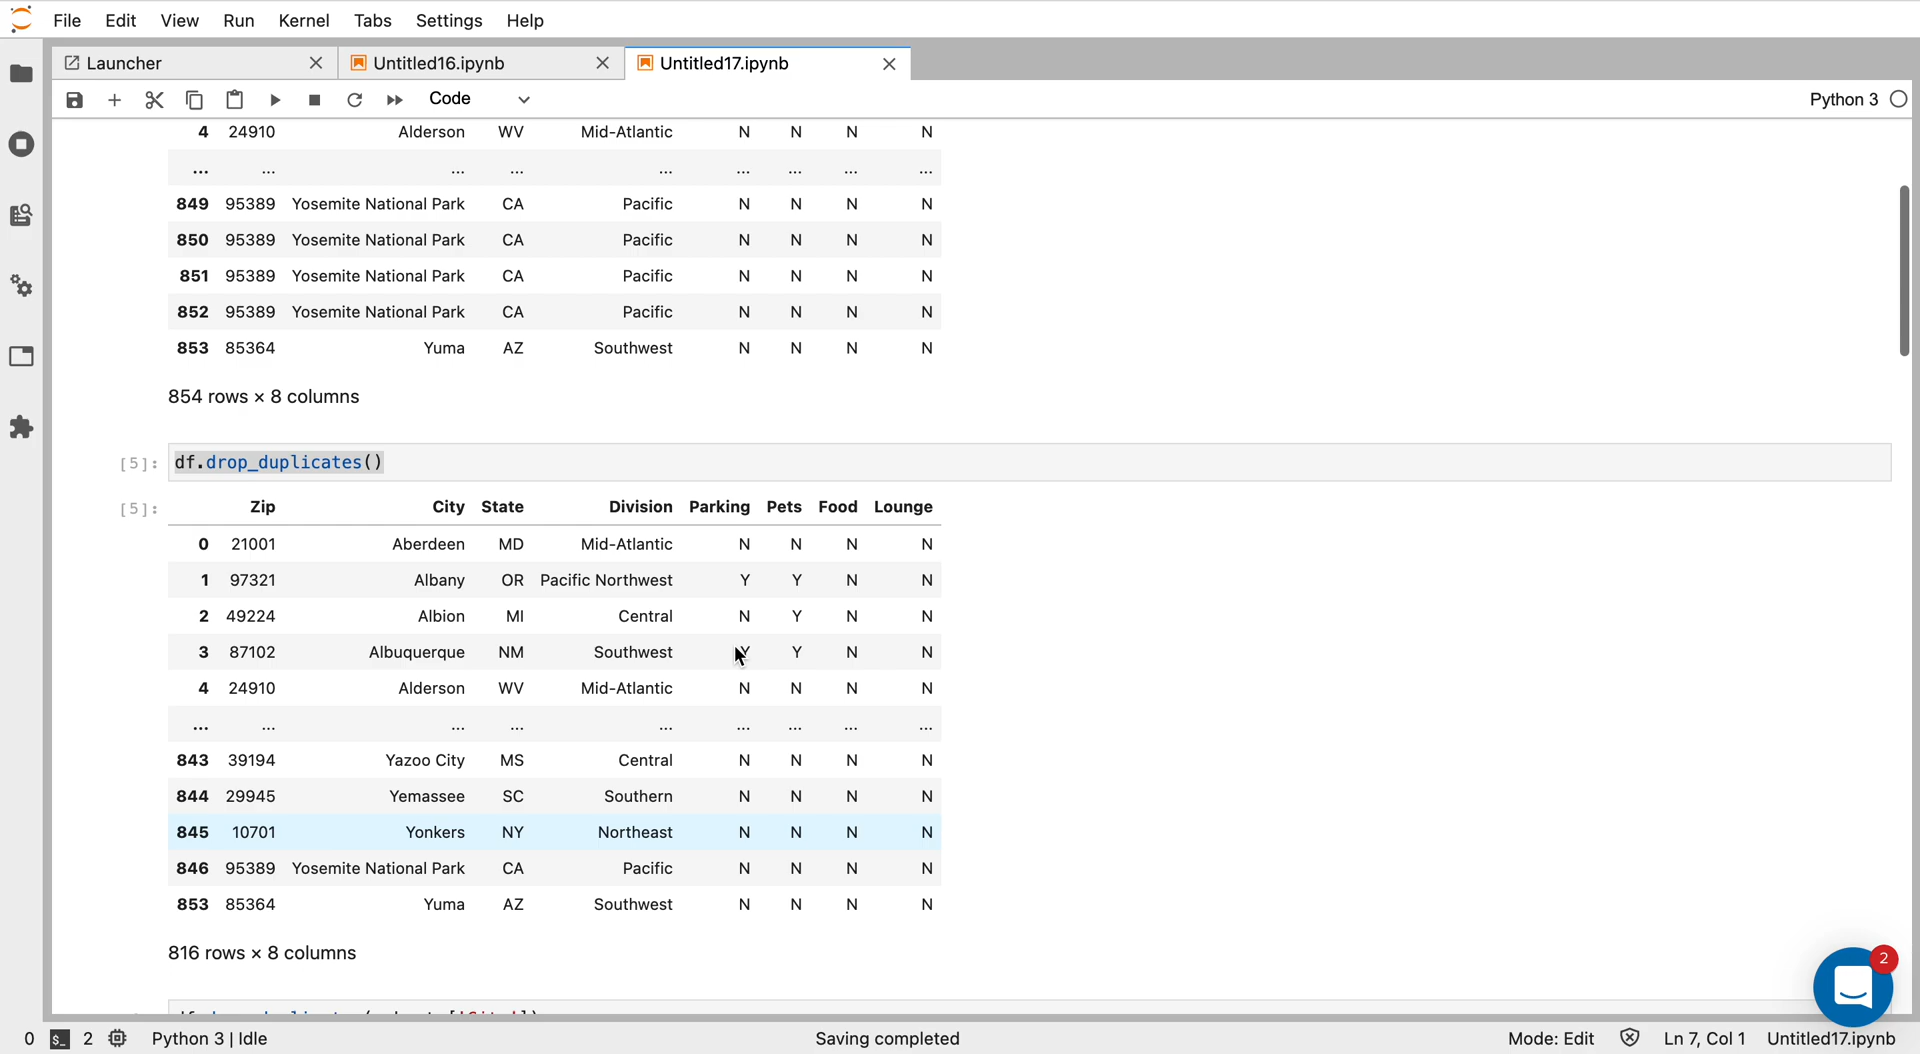 File Edit View Run Kernel Tabs Settings Help
Launcher Untitled16.ipynb Untitled17.ipynb
Code Python 3
4 24910 Alderson WV Mid-Atlantic N N N N
... ... ... ... ... ... ... ... ...
849 95389 Yosemite National Park CA Pacific N N N N
850 95389 Yosemite National Park CA Pacific N N N N
851 95389 Yosemite National Park CA Pacific N N N N
852 95389 Yosemite National Park CA Pacific N N N N
853 85364 Yuma AZ Southwest N N N N
854 rows × 8 columns
[5]: df.drop_duplicates()
[5]: Zip City State Division Parking Pets Food Lounge
0 21001 Aberdeen MD Mid-Atlantic N N N N
1 97321 Albany OR Pacific Northwest Y Y N N
2 49224 Albion MI Central N Y N N
3 87102 Albuquerque NM Southwest Y Y N N
4 24910 Alderson WV Mid-Atlantic N N N N
... ... ... ... ... ... ... ... ...
843 39194 Yazoo City MS Central N N N N
844 29945 Yemassee SC Southern N N N N
845 10701 Yonkers NY Northeast N N N N
846 95389 Yosemite National Park CA Pacific N N N N
853 85364 Yuma AZ Southwest N N N N
816 rows × 8 columns
2
0 $_ 2 Python 3 | Idle Saving completed Mode: Edit Ln 7, Col 1 Untitled17.ipynb